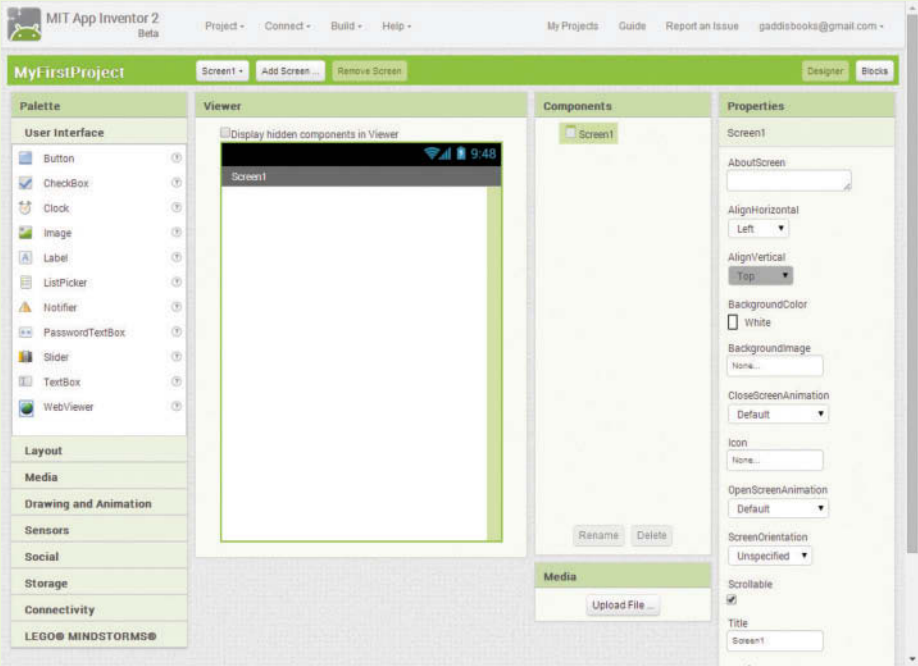 MIT App Inventor 2
Beta
Project Connect Build Help
My Projects Guide Report an Issue gaddisbooks@gmail.com
MyFirstProject
Screen1 Add Screen ... Remove Screen
Designer Blocks
Palette
User Interface
Button
CheckBox
Clock
Image
Label
ListPicker
Notifier
PasswordTextBox
Slider
TextBox
WebViewer
Layout
Media
Drawing and Animation
Sensors
Social
Storage
Connectivity
LEGO® MINDSTORMS®
Viewer
Display hidden components in Viewer
9:48
Screen1
Components
Screen1
Rename Delete
Media
Upload File ...
Properties
Screen1
AboutScreen
AlignHorizontal
Left
AlignVertical
Top
BackgroundColor
White
BackgroundImage
None...
CloseScreenAnimation
Default
Icon
None...
OpenScreenAnimation
Default
ScreenOrientation
Unspecified
Scrollable
Title
Screen1